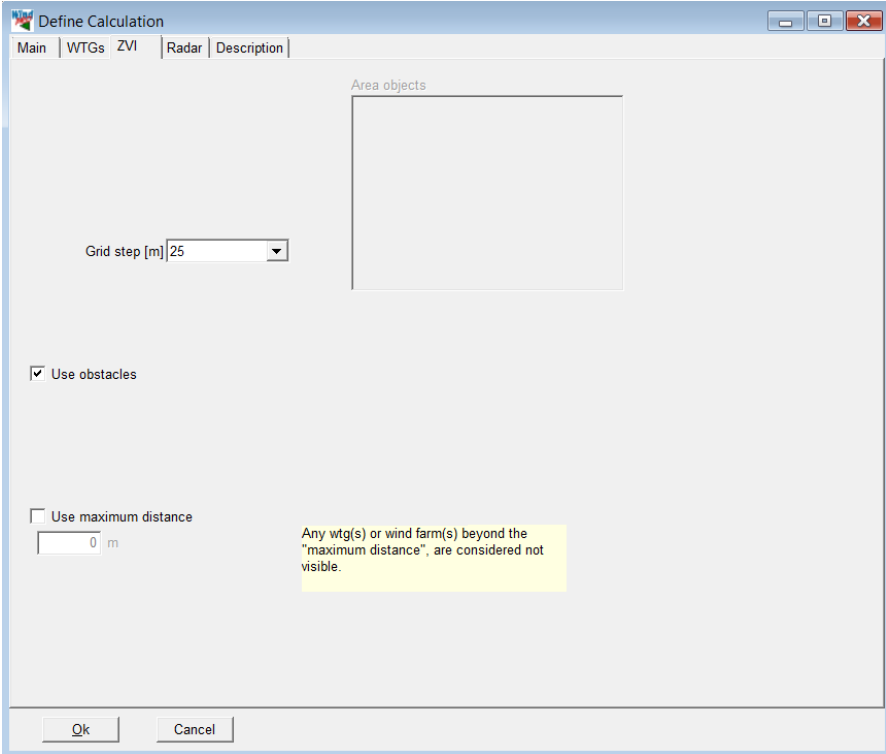 Define Calculation
Main WTGs ZVI Radar Description
Area objects
Grid step [m] 25
Use obstacles
Use maximum distance
0 m
Any wtg(s) or wind farm(s) beyond the
"maximum distance", are considered not
visible.
Ok Cancel